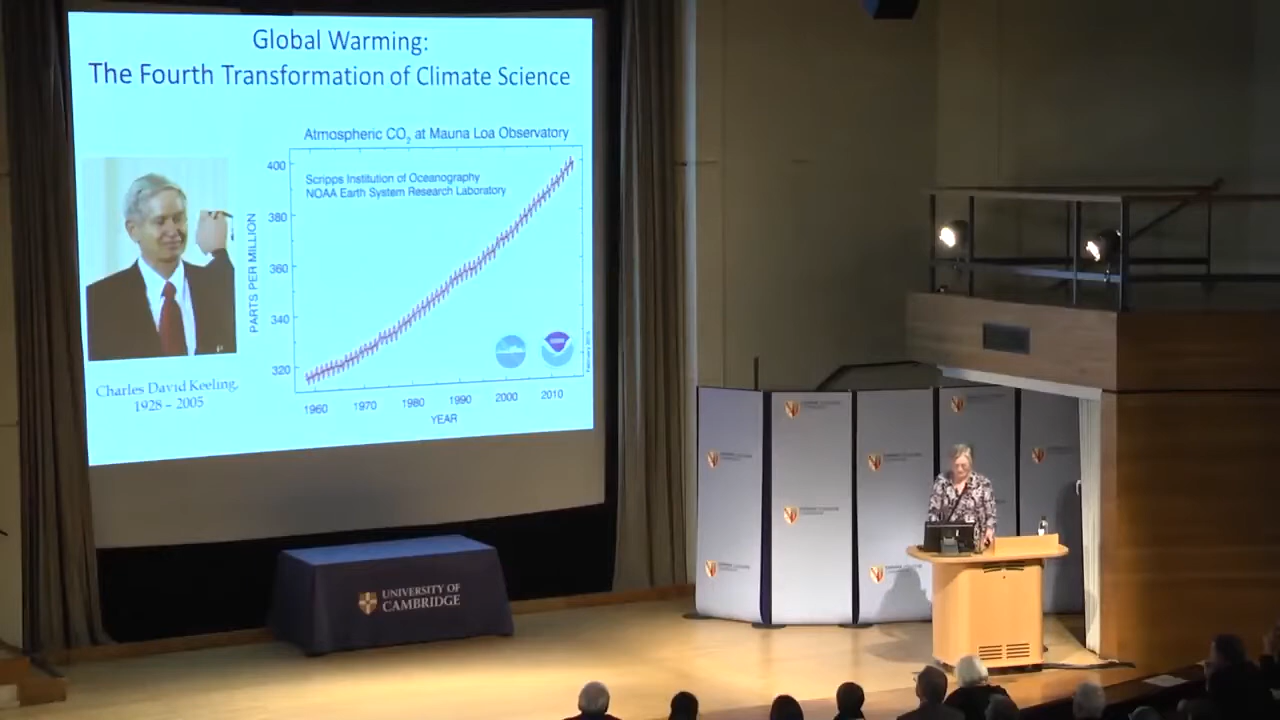 Global Warming:
The Fourth Transformation of Climate Science
Atmospheric CO₂ at Mauna Loa Observatory
Scripps Institution of Oceanography
NOAA Earth System Research Laboratory
PARTS PER MILLION
400
380
360
340
320
1960 1970 1980 1990 2000 2010
YEAR
Charles David Keeling,
1928 – 2005
UNIVERSITY OF
CAMBRIDGE